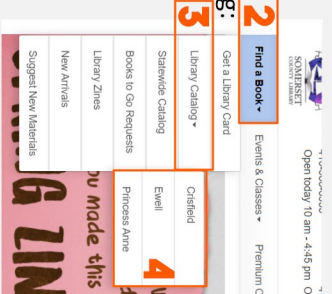 SOMERSET
COUNTY LIBRARY
Open today 10 am - 4:45 pm
2
Find a Book
Events & Classes
Premium
g:
3
Get a Library Card
Library Catalog
Statewide Catalog
Books to Go Requests
Library Zines
New Arrivals
Suggest New Materials
Crisfield
Ewell
Princess Anne
4
you made this